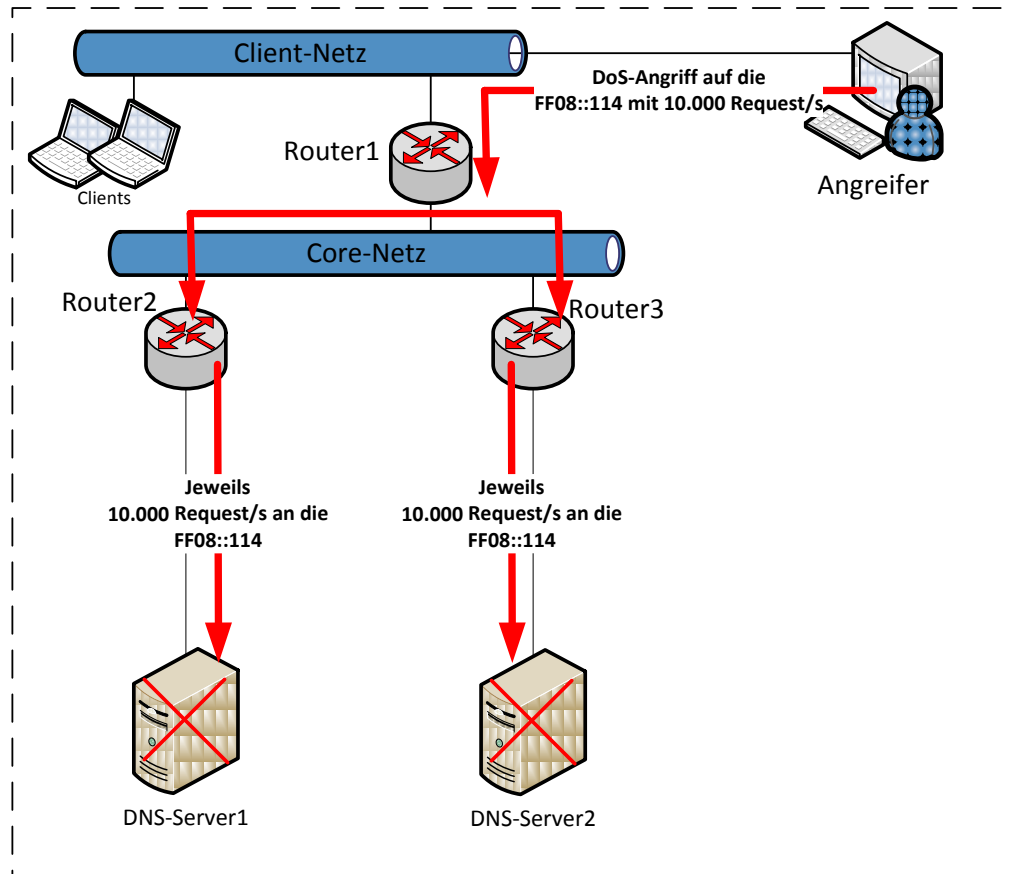 Client-Netz
DoS-Angriff auf die
FF08::114 mit 10.000 Request/s
Router1
Clients
Angreifer
Core-Netz
Router2
Router3
Jeweils
10.000 Request/s an die
FF08::114
Jeweils
10.000 Request/s an die
FF08::114
DNS-Server1
DNS-Server2